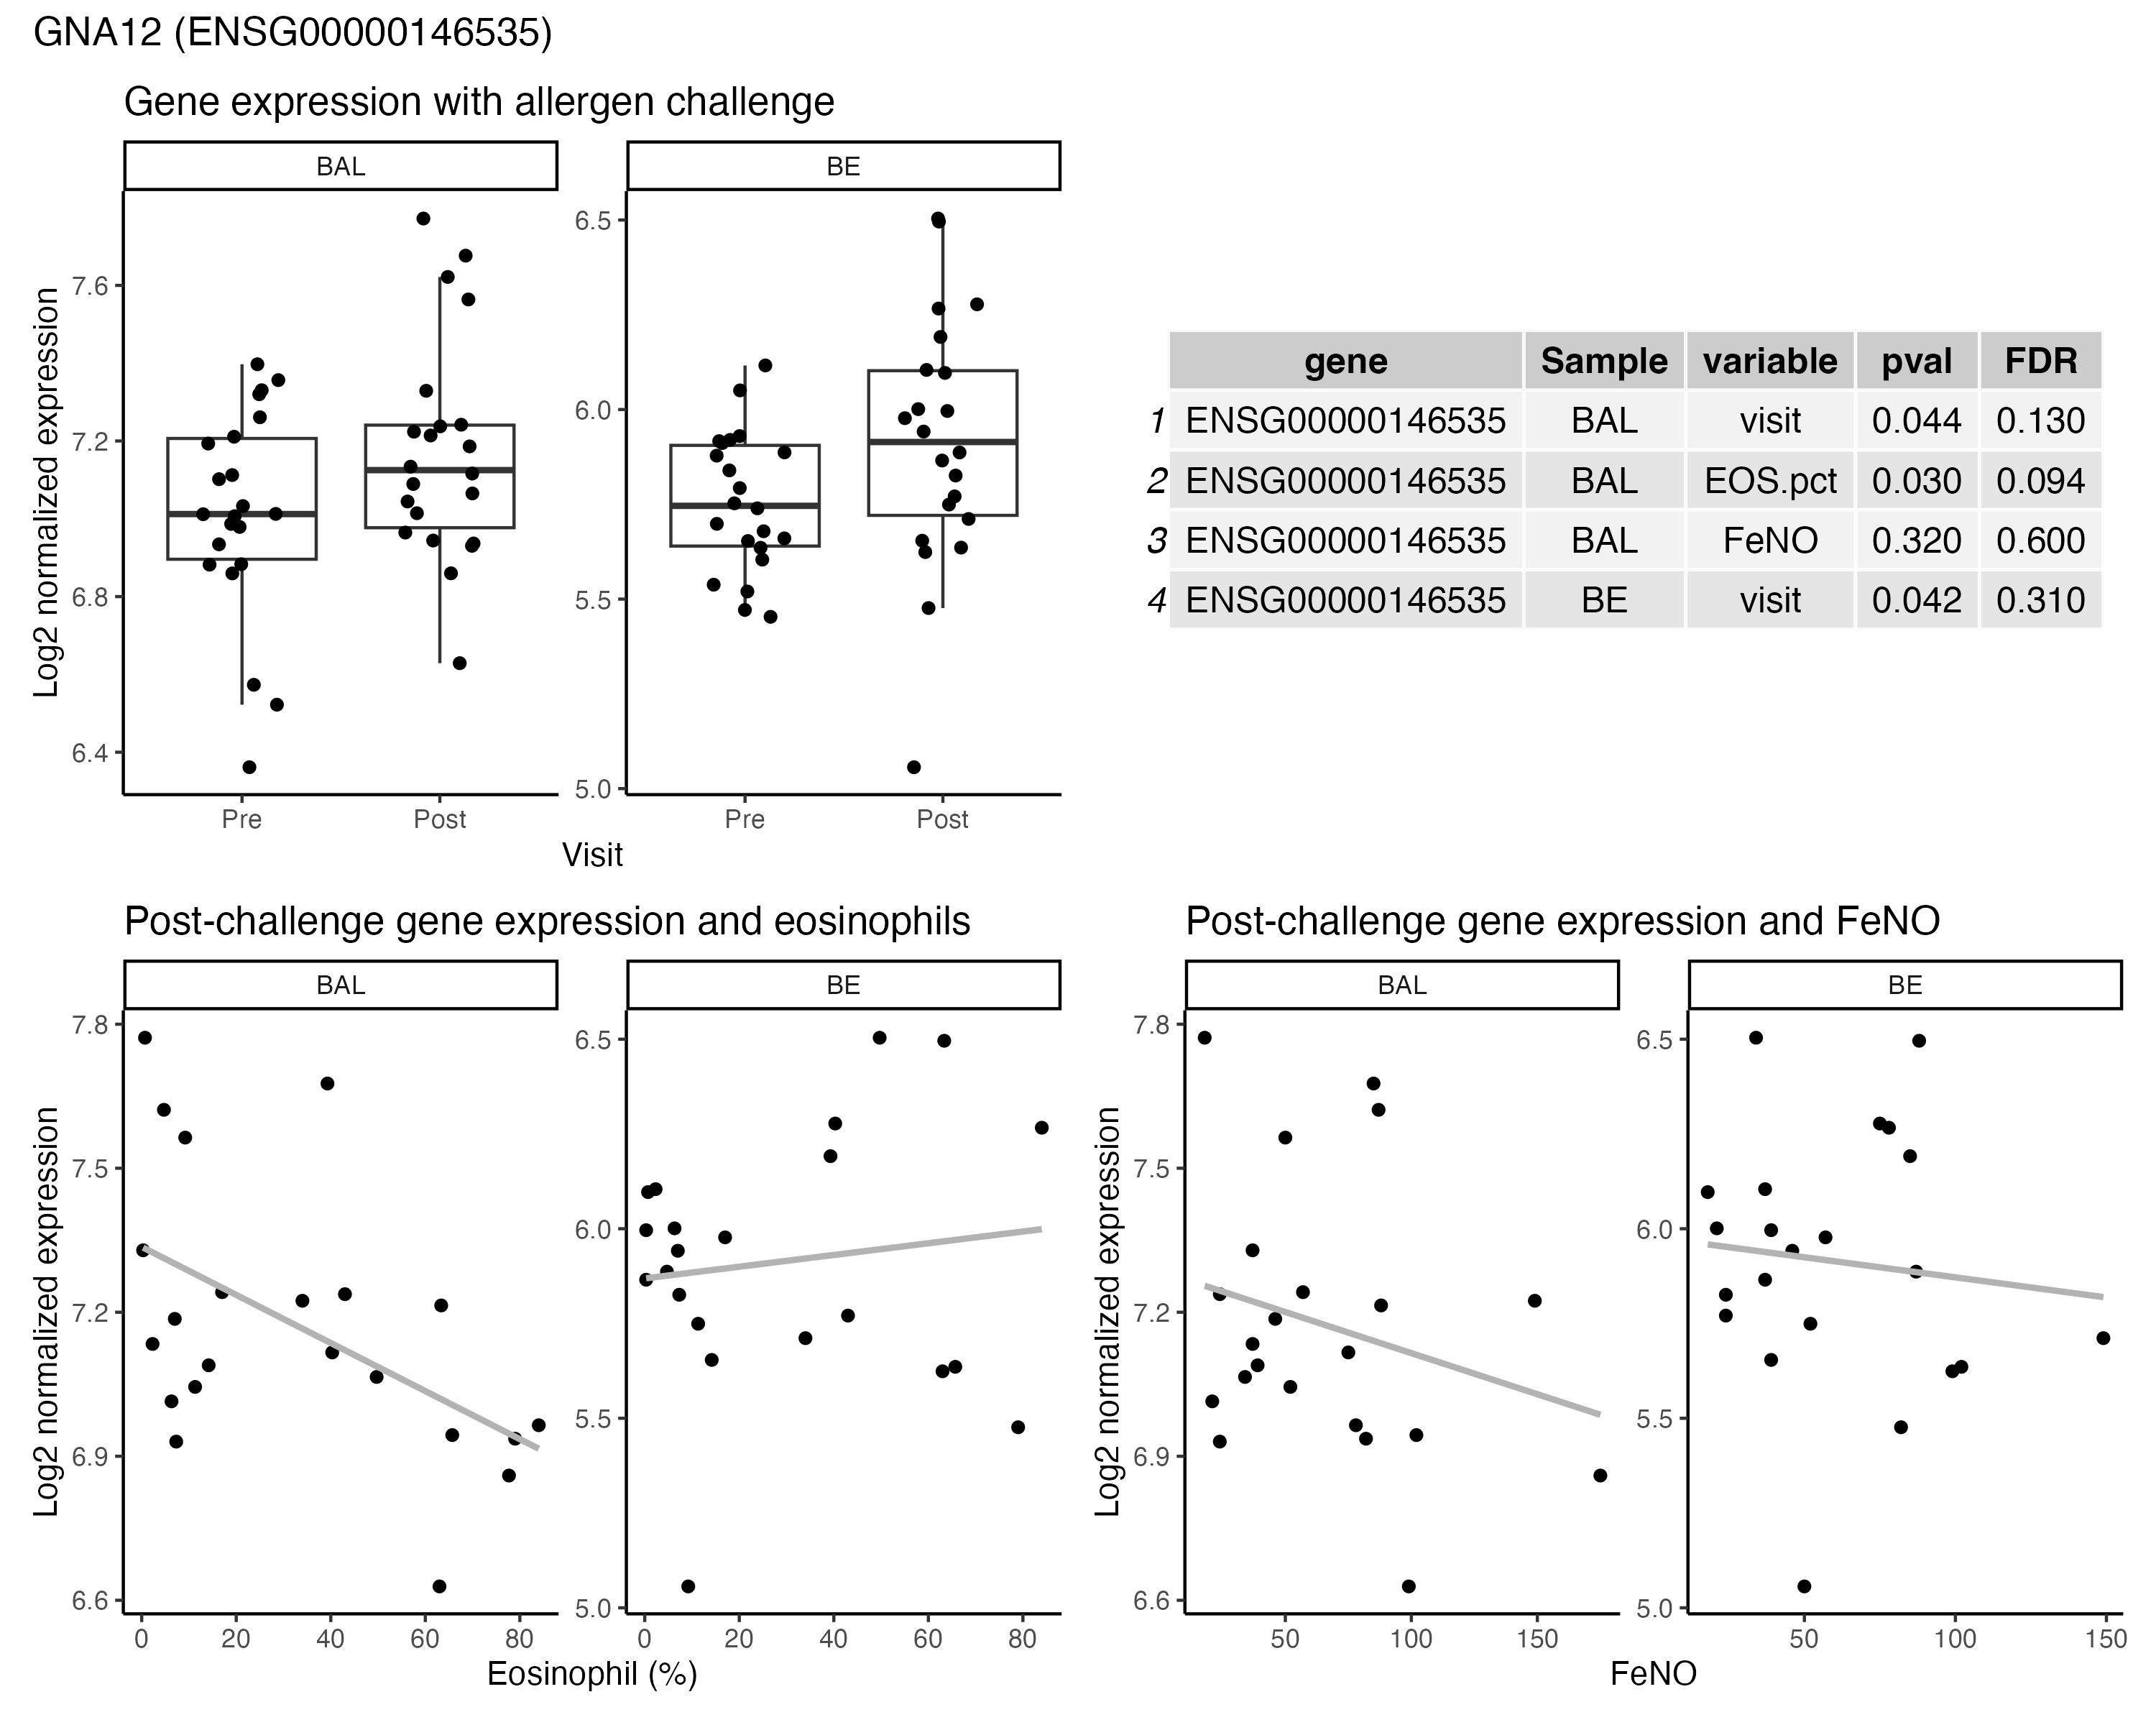 GNA12 (ENSG00000146535)
Gene expression with allergen challenge
BAL BE
Log2 normalized expression
7.6
7.2
6.8
6.4
6.5
6.0
5.5
5.0
Pre Post Pre Post
Visit
gene Sample variable pval FDR
1 ENSG00000146535 BAL visit 0.044 0.130
2 ENSG00000146535 BAL EOS.pct 0.030 0.094
3 ENSG00000146535 BAL FeNO 0.320 0.600
4 ENSG00000146535 BE visit 0.042 0.310
Post-challenge gene expression and eosinophils
BAL BE
Log2 normalized expression
7.8
7.5
7.2
6.9
6.6
6.5
6.0
5.5
5.0
0 20 40 60 80 0 20 40 60 80
Eosinophil (%)
Post-challenge gene expression and FeNO
BAL BE
Log2 normalized expression
7.8
7.5
7.2
6.9
6.6
6.5
6.0
5.5
5.0
50 100 150 50 100 150
FeNO